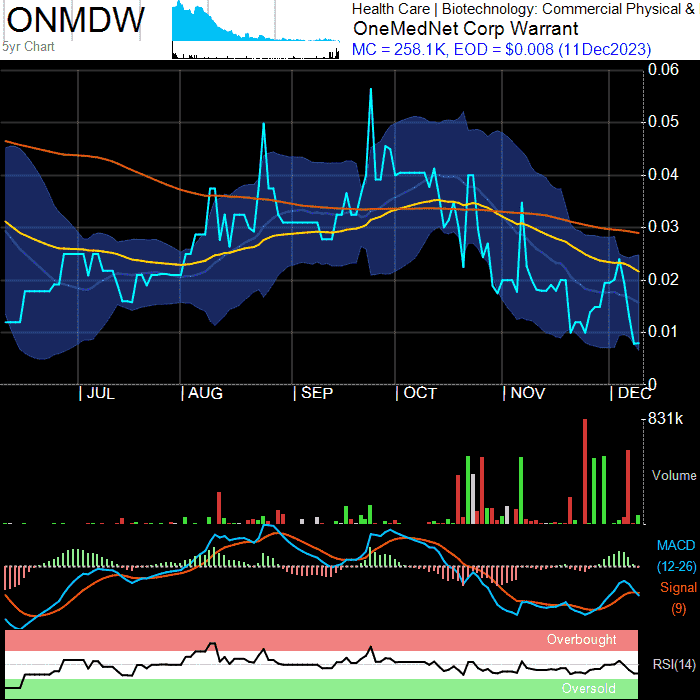 ONMDW
5yr Chart
Health Care | Biotechnology: Commercial Physical &
OneMedNet Corp Warrant
MC = 258.1K, EOD = $0.008 (11Dec2023)
0.06
0.05
0.04
0.03
0.02
0.01
0
| JUL | AUG | SEP | OCT | NOV | DEC
831k
Volume
MACD
(12-26)
Signal
(9)
Overbought
RSI(14)
Oversold